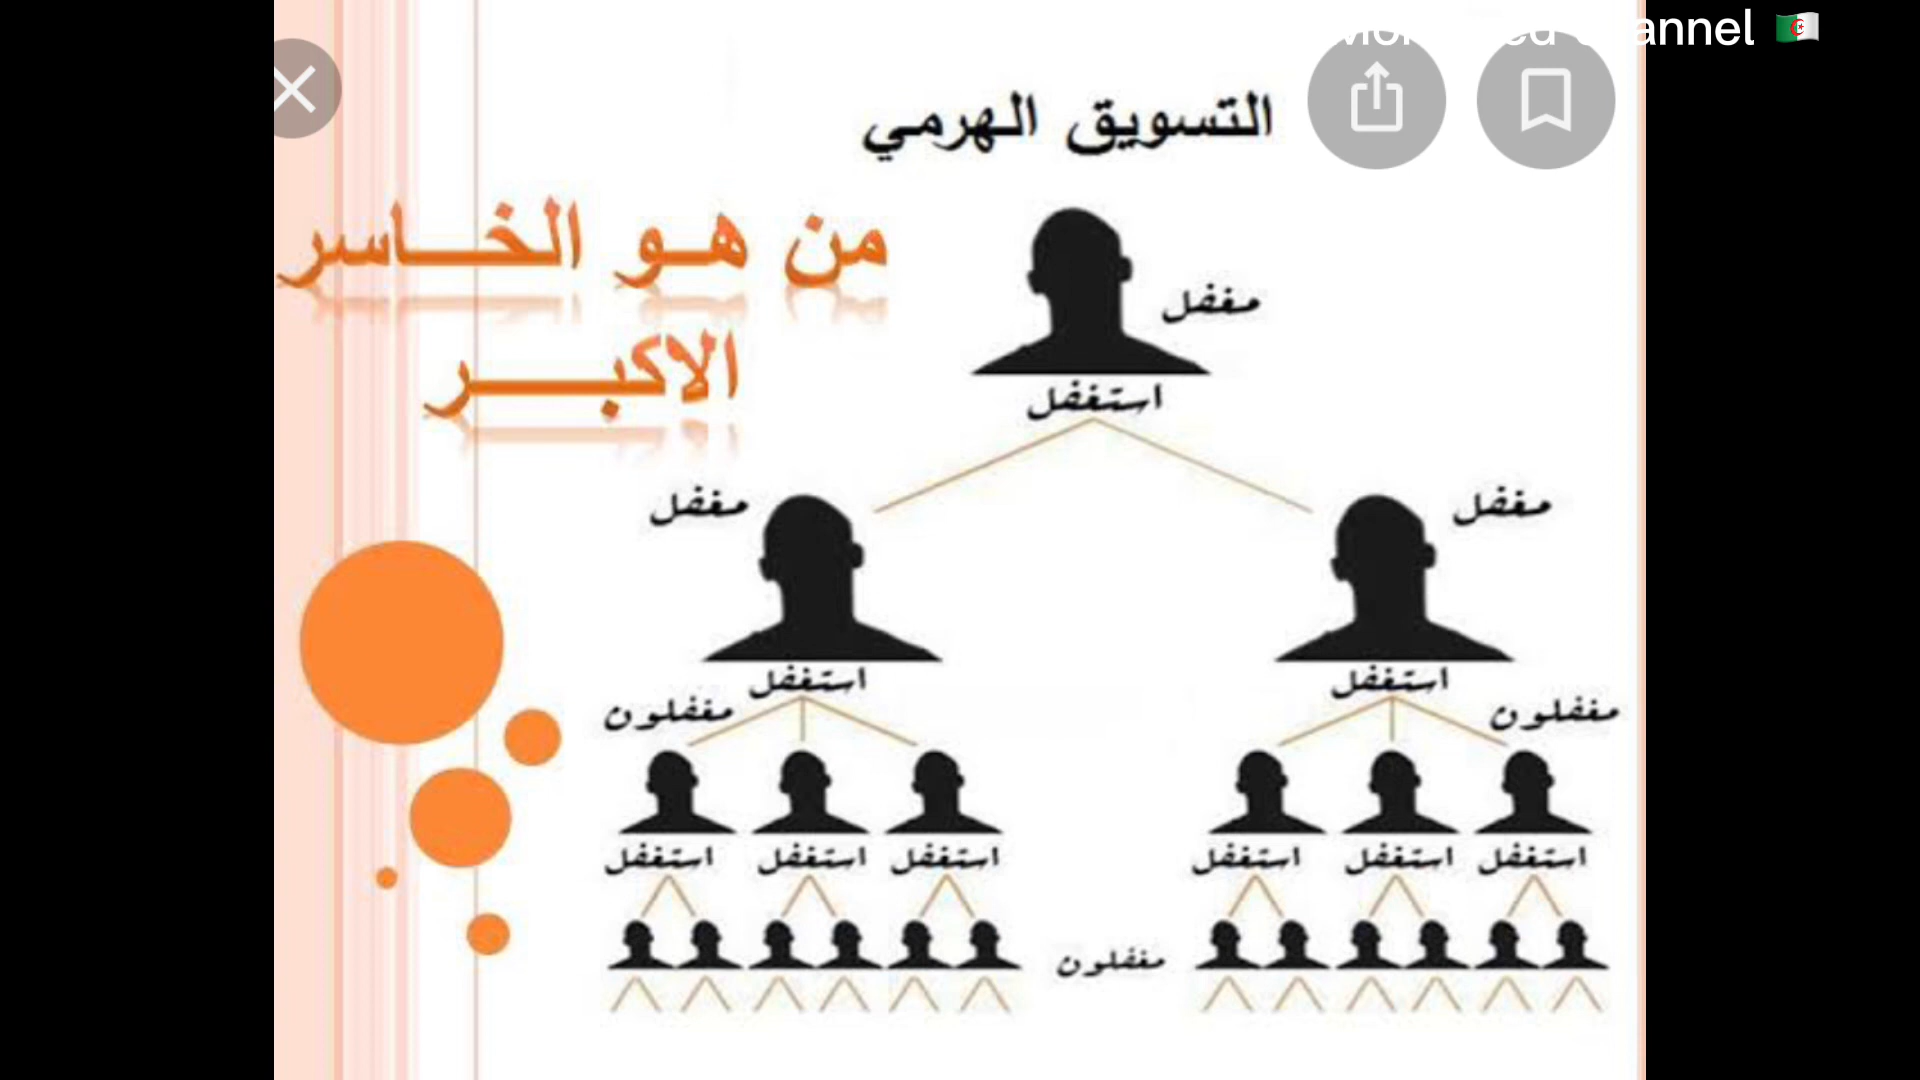 annel 🇩🇿
التسويق الهرمي
من هو الخاسر
الاكبر
مغفل
استغفل
مغفل
مغفل
استغفل
استغفل
مغفلون
مغفلون
استغفل استغفل استغفل
استغفل استغفل استغفل
مغفلون